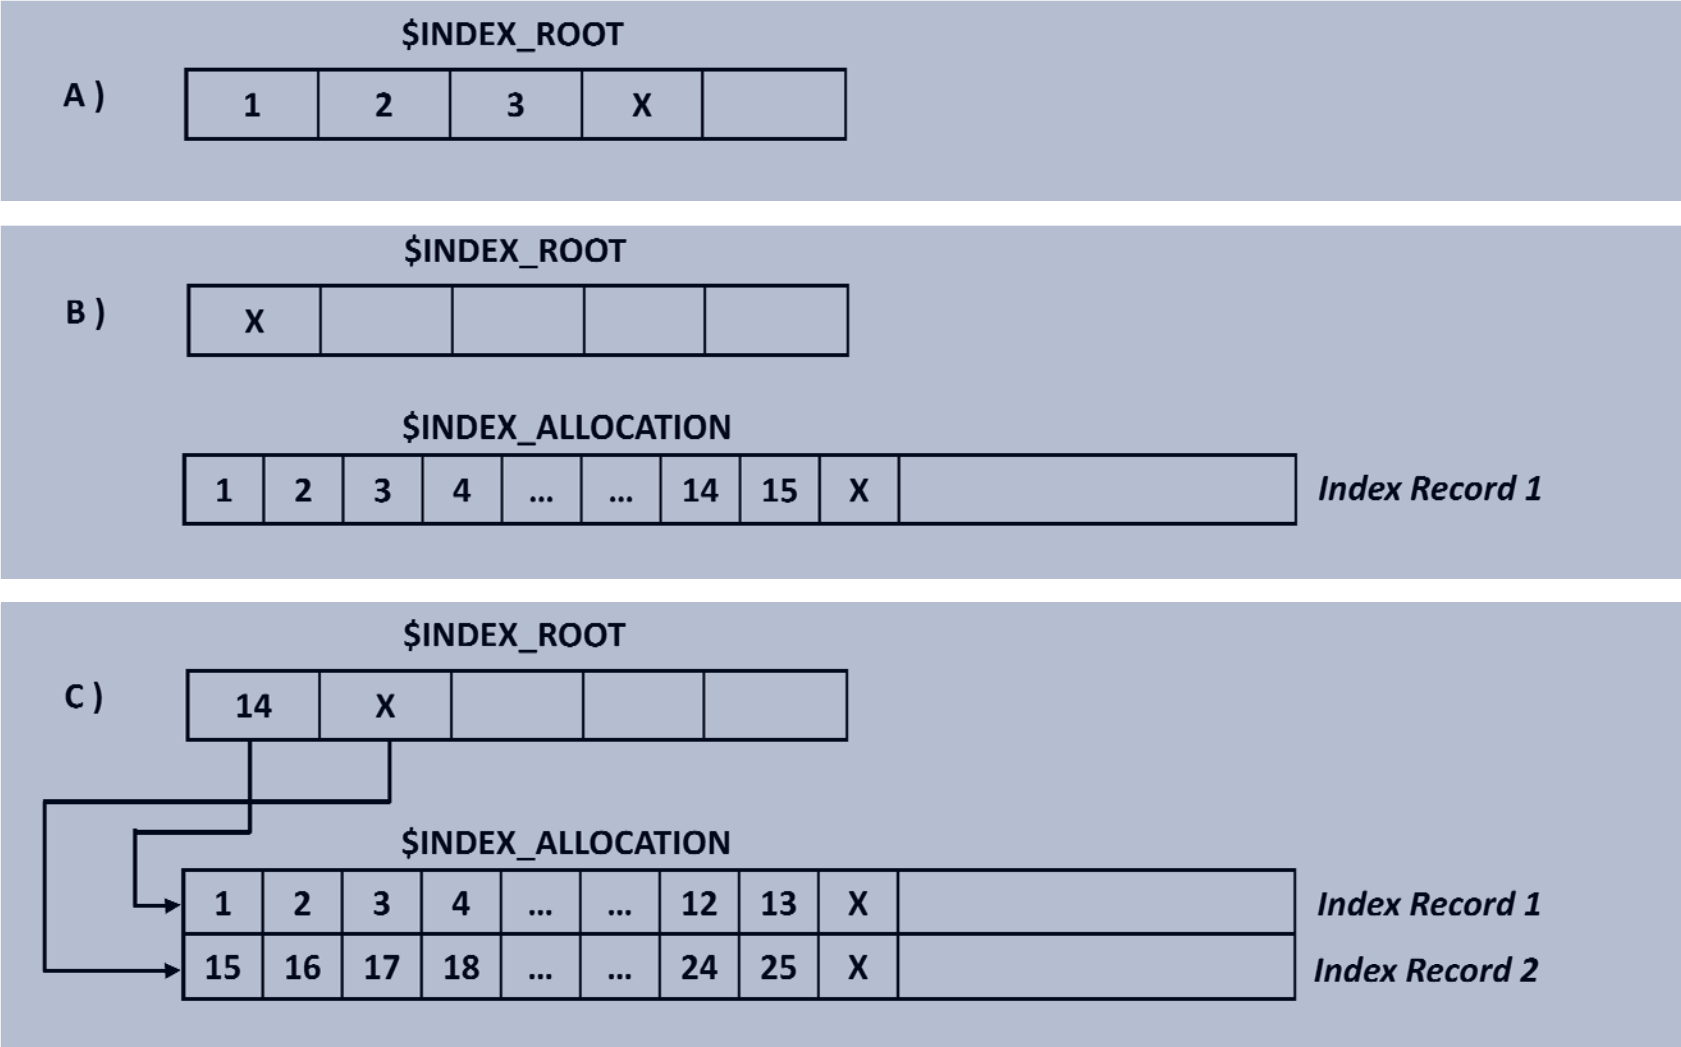 $INDEX_ROOT
A ) 1 2 3 X
$INDEX_ROOT
B ) X
$INDEX_ALLOCATION
1 2 3 4 ... ... 14 15 X Index Record 1
$INDEX_ROOT
C ) 14 X
$INDEX_ALLOCATION
1 2 3 4 ... ... 12 13 X Index Record 1
15 16 17 18 ... ... 24 25 X Index Record 2